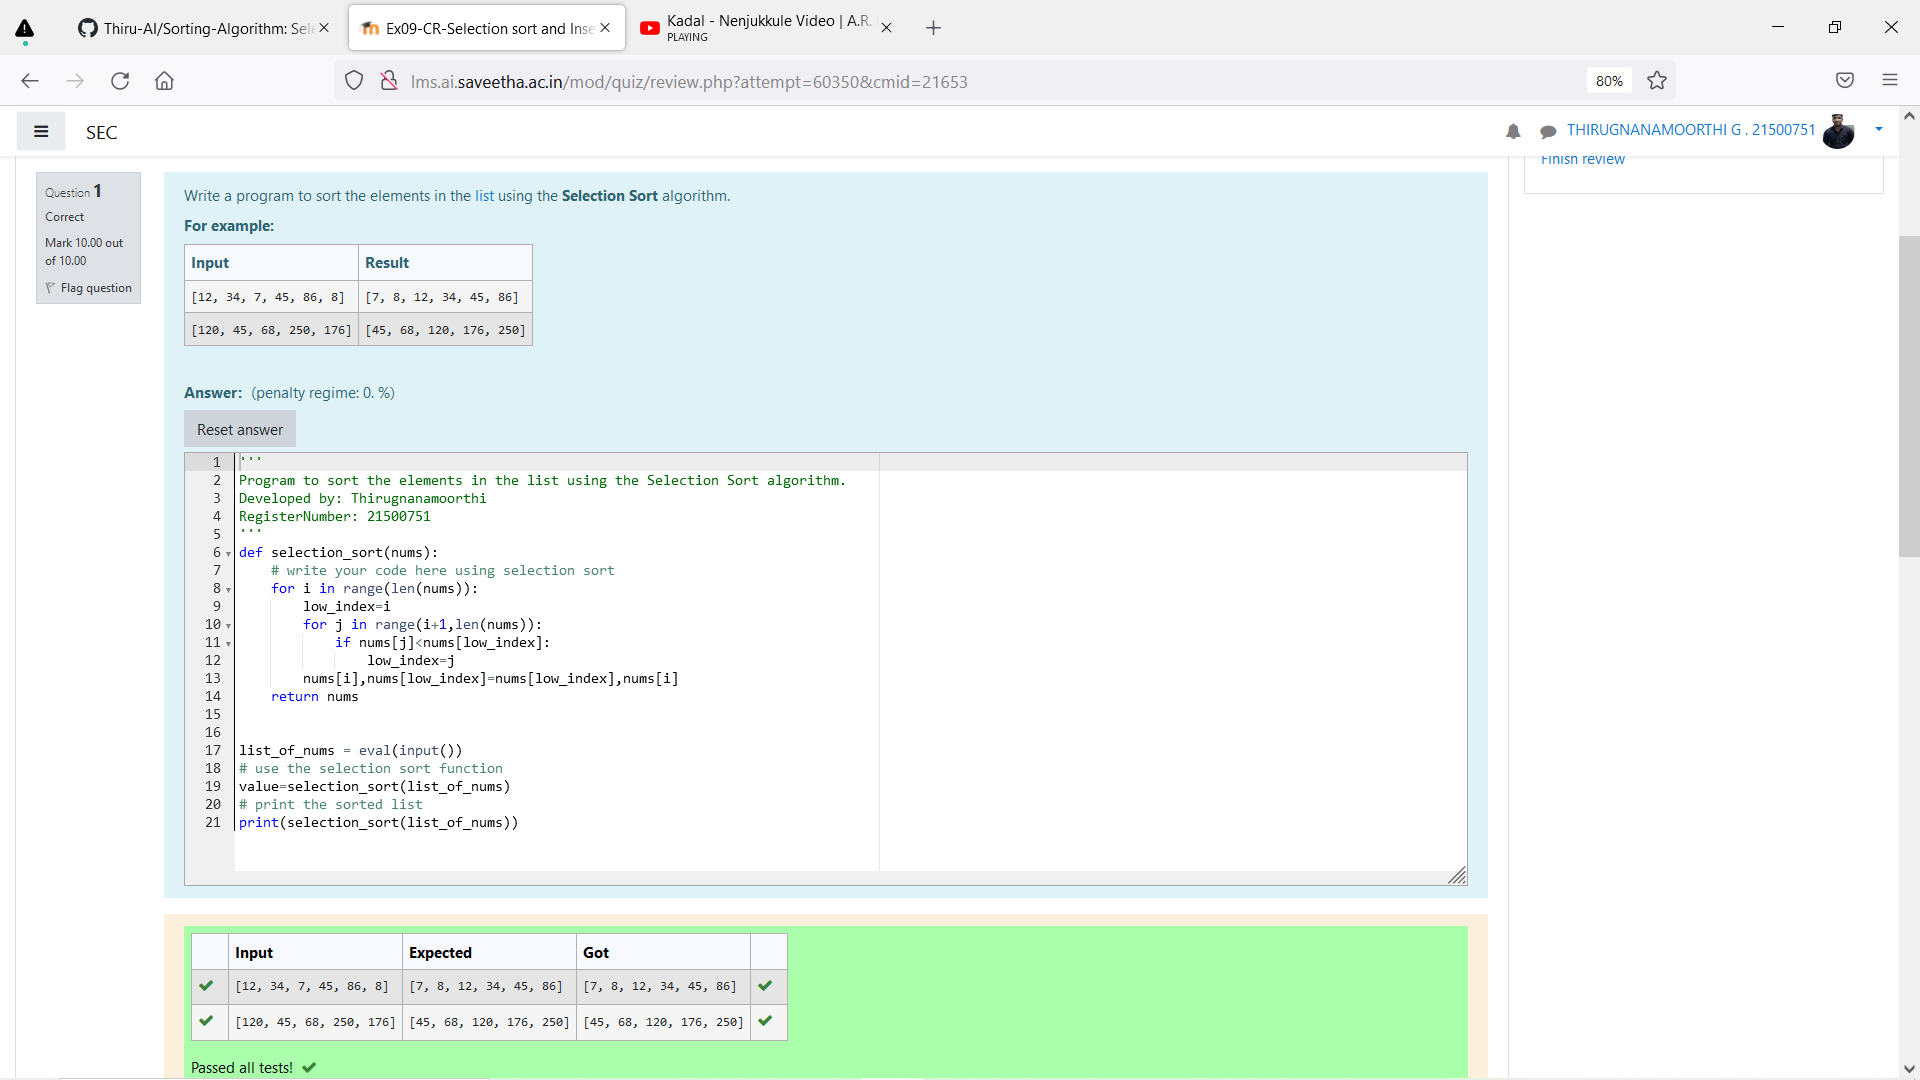 Thiru-AI/Sorting-Algorithm: Sele
Ex09-CR-Selection sort and Inse
Kadal - Nenjukkule Video | A.R.
PLAYING
lms.ai.saveetha.ac.in/mod/quiz/review.php?attempt=60350&cmid=21653
80%
SEC
THIRUGNANAMOORTHI G . 21500751
Finish review
Question 1
Correct
Mark 10.00 out
of 10.00
Flag question
Write a program to sort the elements in the list using the Selection Sort algorithm.
For example:
Input Result
[12, 34, 7, 45, 86, 8] [7, 8, 12, 34, 45, 86]
[120, 45, 68, 250, 176] [45, 68, 120, 176, 250]
Answer: (penalty regime: 0. %)
Reset answer
1 '''
2 Program to sort the elements in the list using the Selection Sort algorithm.
3 Developed by: Thirugnanamoorthi
4 RegisterNumber: 21500751
5 '''
6 def selection_sort(nums):
7     # write your code here using selection sort
8     for i in range(len(nums)):
9         low_index=i
10         for j in range(i+1,len(nums)):
11             if nums[j]<nums[low_index]:
12                 low_index=j
13         nums[i],nums[low_index]=nums[low_index],nums[i]
14     return nums
15
16
17 list_of_nums = eval(input())
18 # use the selection sort function
19 value=selection_sort(list_of_nums)
20 # print the sorted list
21 print(selection_sort(list_of_nums))
Input Expected Got
[12, 34, 7, 45, 86, 8] [7, 8, 12, 34, 45, 86] [7, 8, 12, 34, 45, 86]
[120, 45, 68, 250, 176] [45, 68, 120, 176, 250] [45, 68, 120, 176, 250]
Passed all tests!